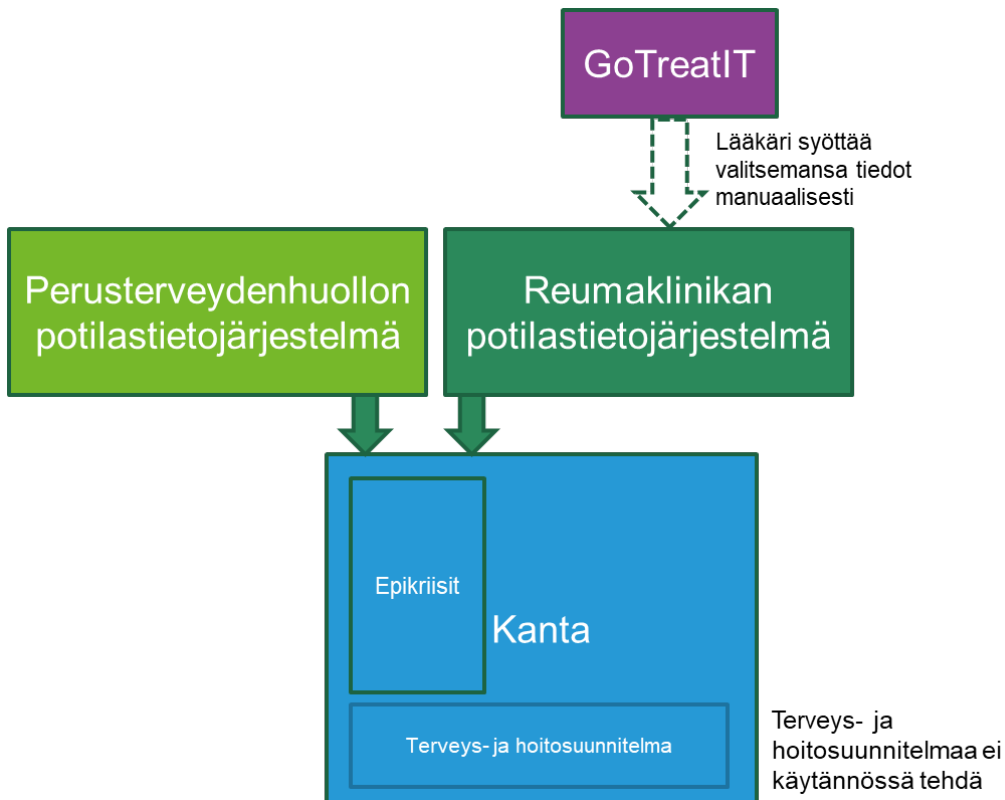 GoTreatIT
Lääkäri syöttää
valitsemansa tiedot
manuaalisesti
Perusterveydenhuollon
potilastietojärjestelmä
Reumaklinikan
potilastietojärjestelmä
Epikriisit
Kanta
Terveys- ja hoitosuunnitelma
Terveys- ja
hoitosuunnitelmaa ei
käytännössä tehdä